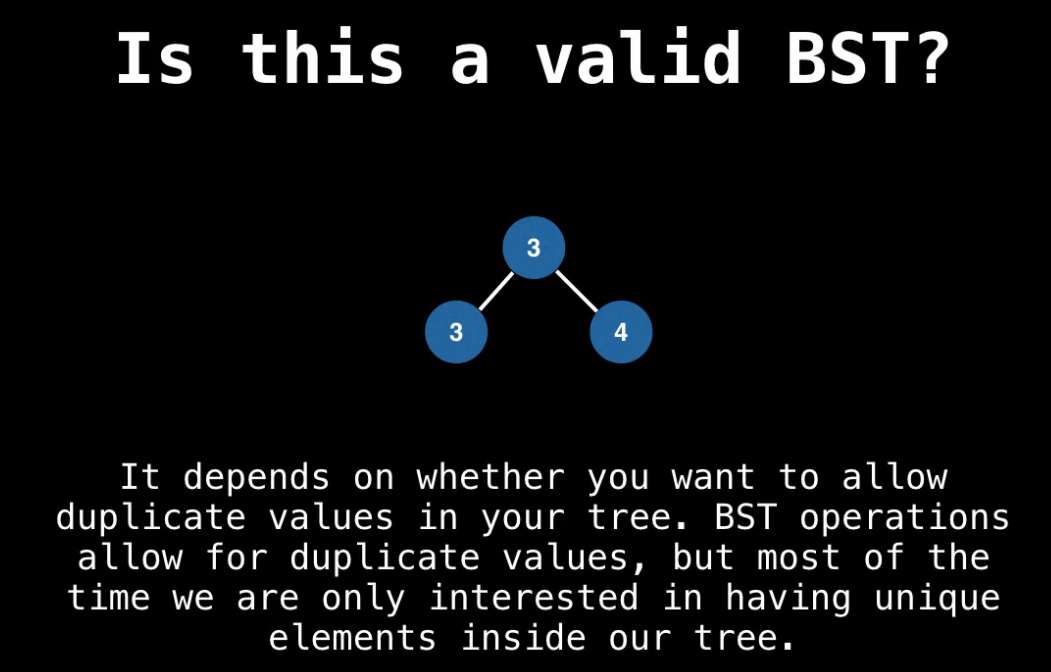 Is this a valid BST?
3
3
4
It depends on whether you want to allow
duplicate values in your tree. BST operations
allow for duplicate values, but most of the
time we are only interested in having unique
elements inside our tree.